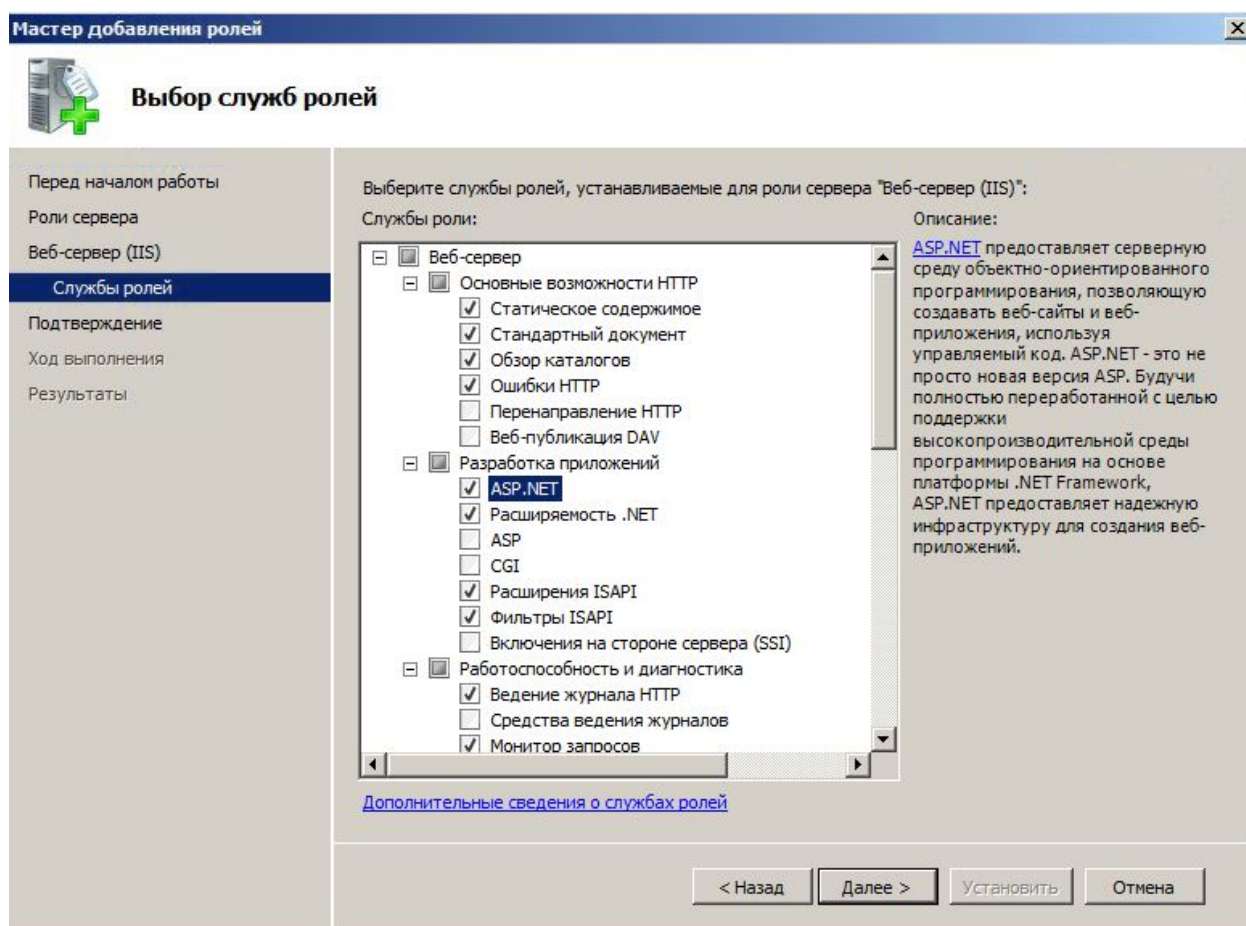 Мастер добавления ролей
Выбор служб ролей
Перед началом работы
Роли сервера
Веб-сервер (IIS)
Службы ролей
Подтверждение
Ход выполнения
Результаты
Выберите службы ролей, устанавливаемые для роли сервера "Веб-сервер (IIS)":
Службы роли:
Веб-сервер
Основные возможности HTTP
Статическое содержимое
Стандартный документ
Обзор каталогов
Ошибки HTTP
Перенаправление HTTP
Веб-публикация DAV
Разработка приложений
ASP.NET
Расширяемость .NET
ASP
CGI
Расширения ISAPI
Фильтры ISAPI
Включения на стороне сервера (SSI)
Работоспособность и диагностика
Ведение журнала HTTP
Средства ведения журналов
Монитор запросов
Дополнительные сведения о службах ролей
Описание:
ASP.NET предоставляет серверную
среду объектно-ориентированного
программирования, позволяющую
создавать веб-сайты и веб-
приложения, используя
управляемый код. ASP.NET - это не
просто новая версия ASP. Будучи
полностью переработанной с целью
поддержки
высокопроизводительной среды
программирования на основе
платформы .NET Framework,
ASP.NET предоставляет надежную
инфраструктуру для создания веб-
приложений.
< Назад
Далее >
Установить
Отмена